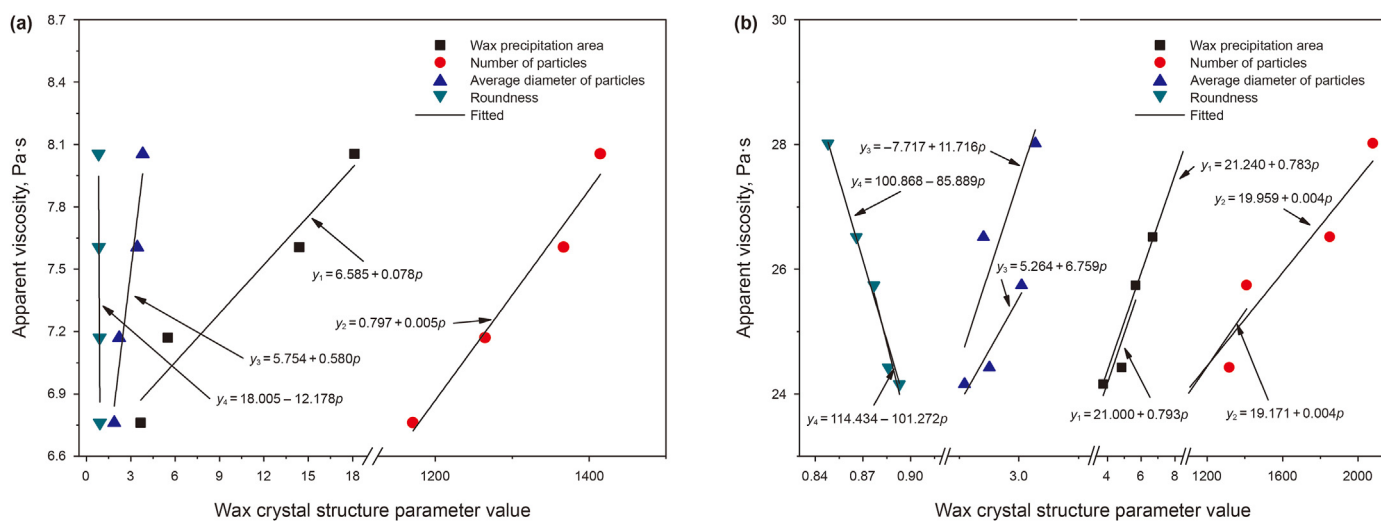 (a)
8.7
8.4
8.1
7.8
7.5
7.2
6.9
6.6
Apparent viscosity, Pa·s
Wax precipitation area
Number of particles
Average diameter of particles
Roundness
Fitted
y₁ = 6.585 + 0.078p
y₂ = 0.797 + 0.005p
y₃ = 5.754 + 0.580p
y₄ = 18.005 – 12.178p
0 3 6 9 12 15 18 1200 1400
Wax crystal structure parameter value
(b)
30
28
26
24
Apparent viscosity, Pa·s
Wax precipitation area
Number of particles
Average diameter of particles
Roundness
Fitted
y₃ = –7.717 + 11.716p
y₄ = 100.868 – 85.889p
y₁ = 21.240 + 0.783p
y₂ = 19.959 + 0.004p
y₃ = 5.264 + 6.759p
y₄ = 114.434 – 101.272p
y₁ = 21.000 + 0.793p
y₂ = 19.171 + 0.004p
0.84 0.87 0.90 3.0 4 6 8 1200 1600 2000
Wax crystal structure parameter value